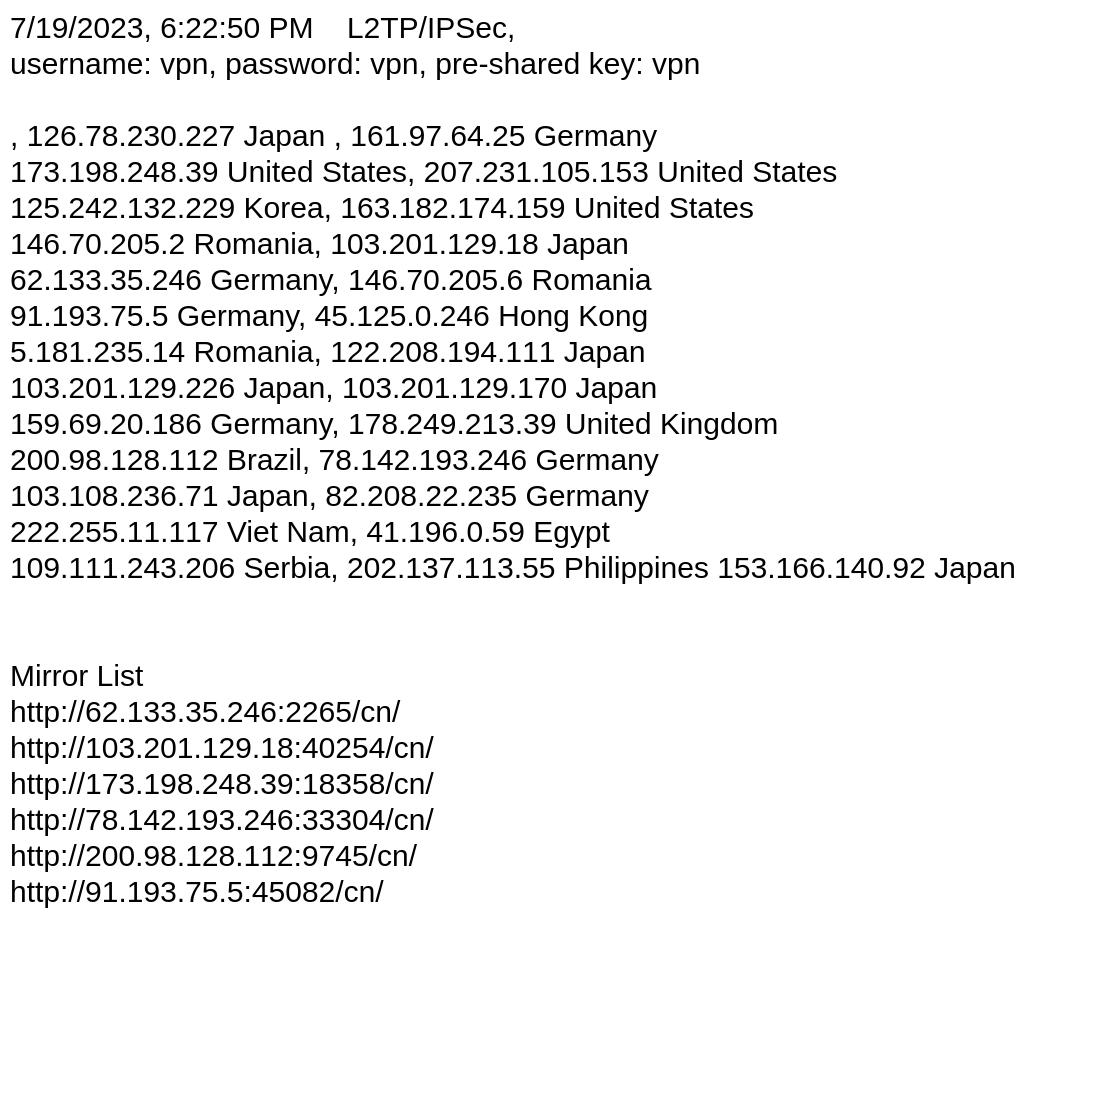 7/19/2023, 6:22:50 PM    L2TP/IPSec,
username: vpn, password: vpn, pre-shared key: vpn
, 126.78.230.227 Japan , 161.97.64.25 Germany
173.198.248.39 United States, 207.231.105.153 United States
125.242.132.229 Korea, 163.182.174.159 United States
146.70.205.2 Romania, 103.201.129.18 Japan
62.133.35.246 Germany, 146.70.205.6 Romania
91.193.75.5 Germany, 45.125.0.246 Hong Kong
5.181.235.14 Romania, 122.208.194.111 Japan
103.201.129.226 Japan, 103.201.129.170 Japan
159.69.20.186 Germany, 178.249.213.39 United Kingdom
200.98.128.112 Brazil, 78.142.193.246 Germany
103.108.236.71 Japan, 82.208.22.235 Germany
222.255.11.117 Viet Nam, 41.196.0.59 Egypt
109.111.243.206 Serbia, 202.137.113.55 Philippines 153.166.140.92 Japan
Mirror List
http://62.133.35.246:2265/cn/
http://103.201.129.18:40254/cn/
http://173.198.248.39:18358/cn/
http://78.142.193.246:33304/cn/
http://200.98.128.112:9745/cn/
http://91.193.75.5:45082/cn/